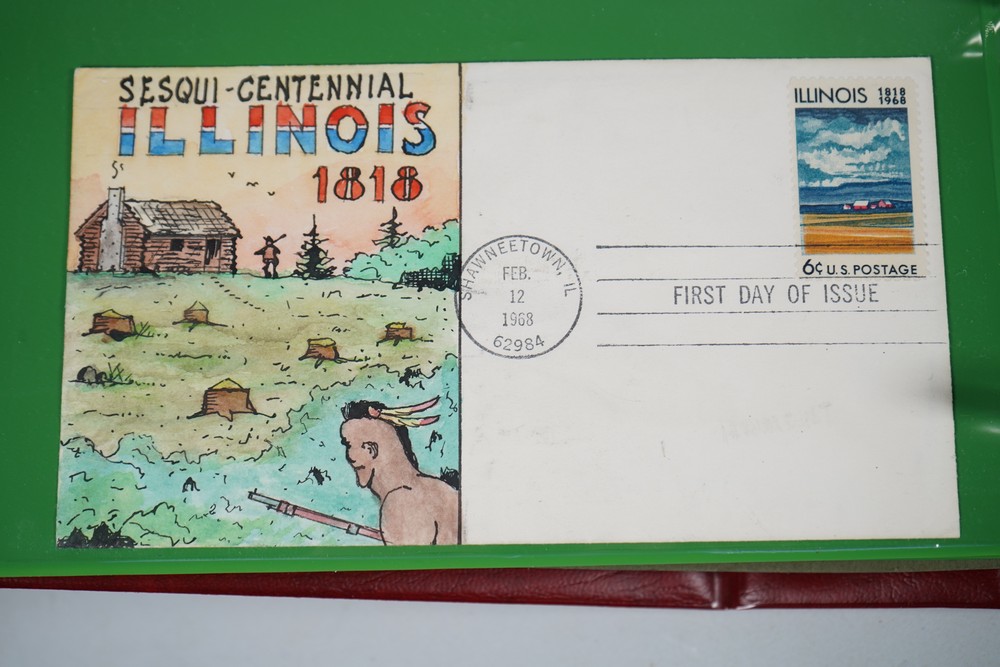 SESQUI-CENTENNIAL
ILLINOIS
1818
ILLINOIS 1818
1968
6¢ U.S. POSTAGE
SHAWNEETOWN, IL
FEB.
12
1968
62984
FIRST DAY OF ISSUE